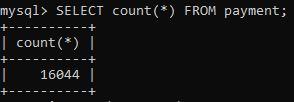 mysql> SELECT count(*) FROM payment;
+----------+
| count(*) |
+----------+
|    16044 |
+----------+